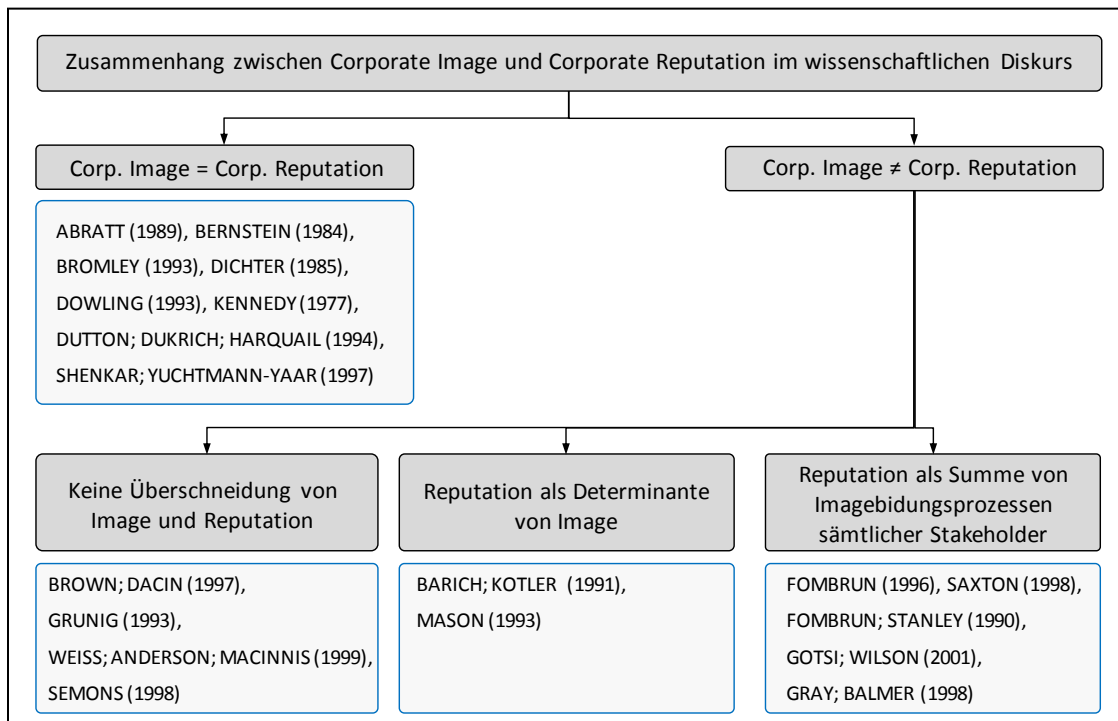 Zusammenhang zwischen Corporate Image und Corporate Reputation im wissenschaftlichen Diskurs
Corp. Image = Corp. Reputation
Corp. Image ≠ Corp. Reputation
ABRATT (1989), BERNSTEIN (1984),
BROMLEY (1993), DICHTER (1985),
DOWLING (1993), KENNEDY (1977),
DUTTON; DUKRICH; HARQUAIL (1994),
SHENKAR; YUCHTMANN-YAAR (1997)
Keine Überschneidung von
Image und Reputation
Reputation als Determinante
von Image
Reputation als Summe von
Imagebidungsprozessen
sämtlicher Stakeholder
BROWN; DACIN (1997),
GRUNIG (1993),
WEISS; ANDERSON; MACINNIS (1999),
SEMONS (1998)
BARICH; KOTLER (1991),
MASON (1993)
FOMBRUN (1996), SAXTON (1998),
FOMBRUN; STANLEY (1990),
GOTSI; WILSON (2001),
GRAY; BALMER (1998)